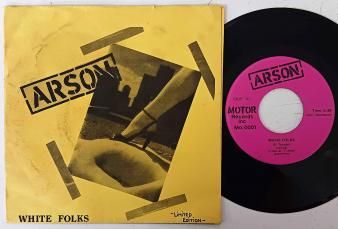 ARSON
WHITE FOLKS
-LIMITED
EDITION-
ARSON
MOTOR
Records
Inc
Mo 0001
WHITE FOLKS